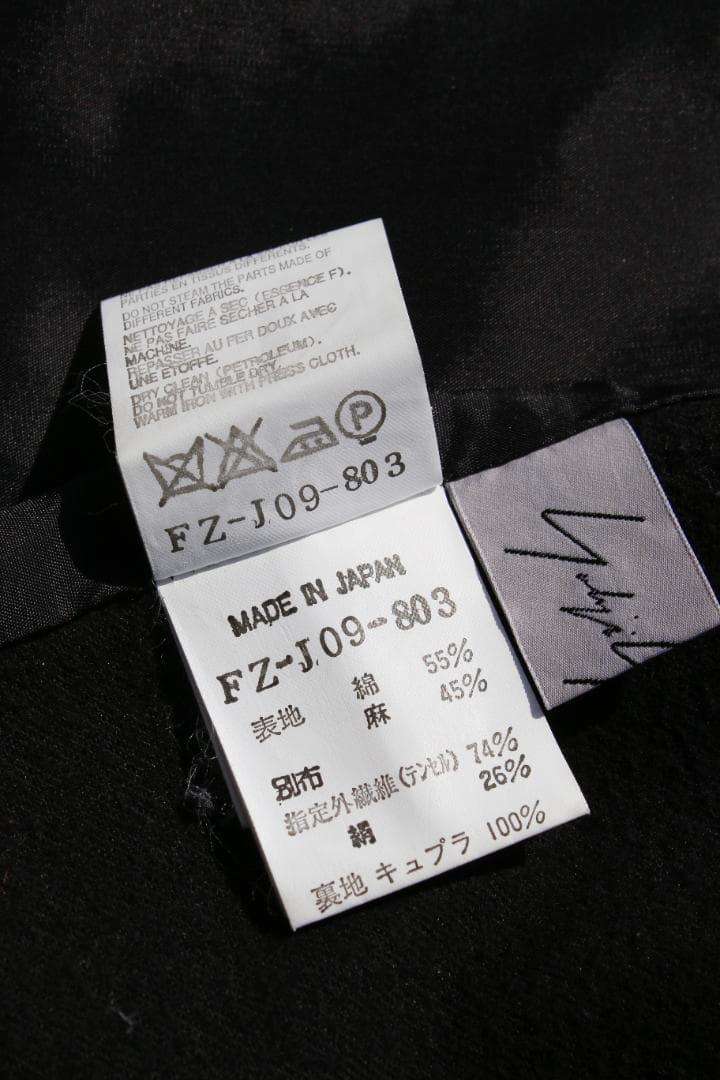 PARTIES EN TISSUS DIFFERENTS.
DO NOT STEAM THE PARTS MADE OF
DIFFERENT FABRICS.
NETTOYAGE A SEC (ESSENCE F).
NE PAS FAIRE SECHER A LA
MACHINE.
REPASSER AU FER DOUX AVEC
UNE ETOFFE.
DRY CLEAN (PETROLEUM).
DO NOT TUMBLE DRY.
WARM IRON WITH PRESS CLOTH.
P
FZ-J09-803
MADE IN JAPAN
FZ-J09-803
表地 綿 55%
麻 45%
別布
指定外繊維(テンセル) 74%
絹 26%
裏地 キュプラ 100%